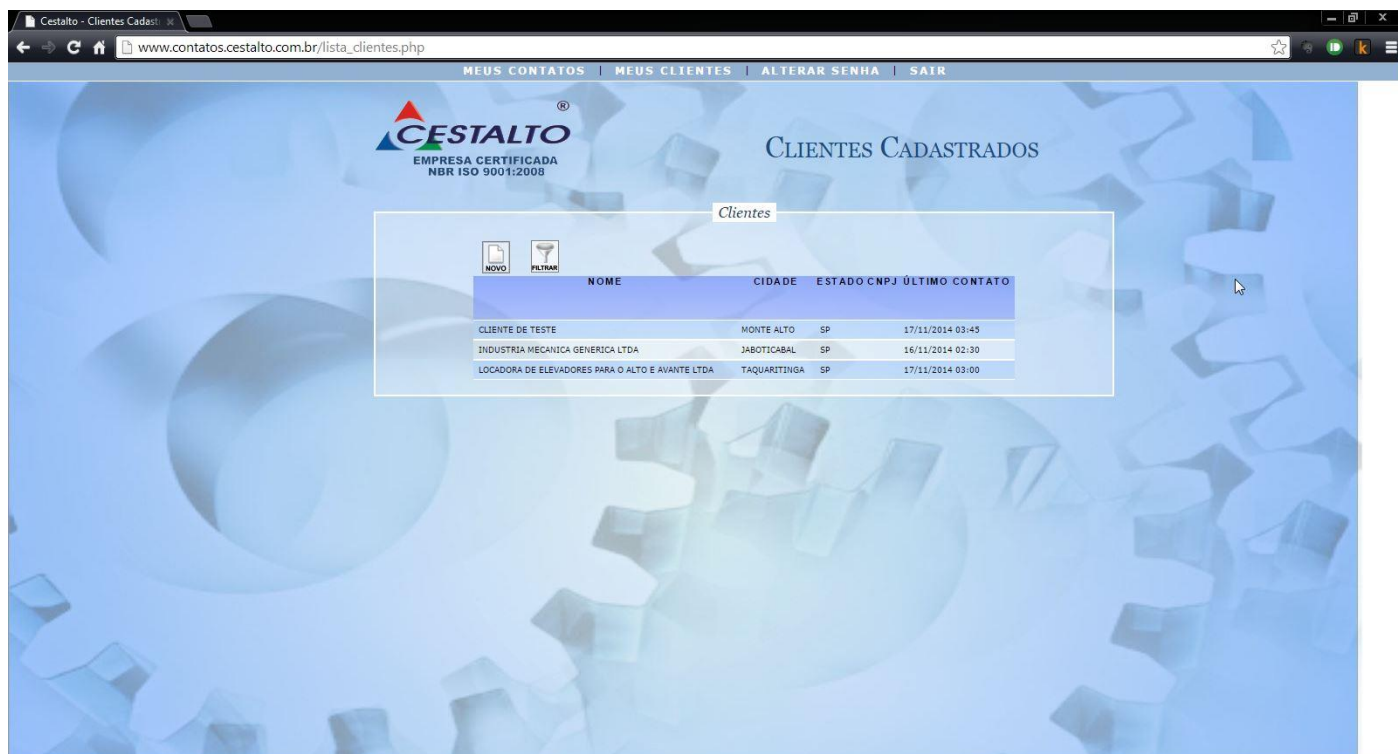 Cestalto - Clientes Cadast
www.contatos.cestalto.com.br/lista_clientes.php
MEUS CONTATOS | MEUS CLIENTES | ALTERAR SENHA | SAIR
®
CESTALTO
EMPRESA CERTIFICADA
NBR ISO 9001:2008
CLIENTES CADASTRADOS
Clientes
NOVO FILTRAR
NOME CIDADE ESTADO CNPJ ÚLTIMO CONTATO
CLIENTE DE TESTE MONTE ALTO SP 17/11/2014 03:45
INDUSTRIA MECANICA GENERICA LTDA JABOTICABAL SP 16/11/2014 02:30
LOCADORA DE ELEVADORES PARA O ALTO E AVANTE LTDA TAQUARITINGA SP 17/11/2014 03:00